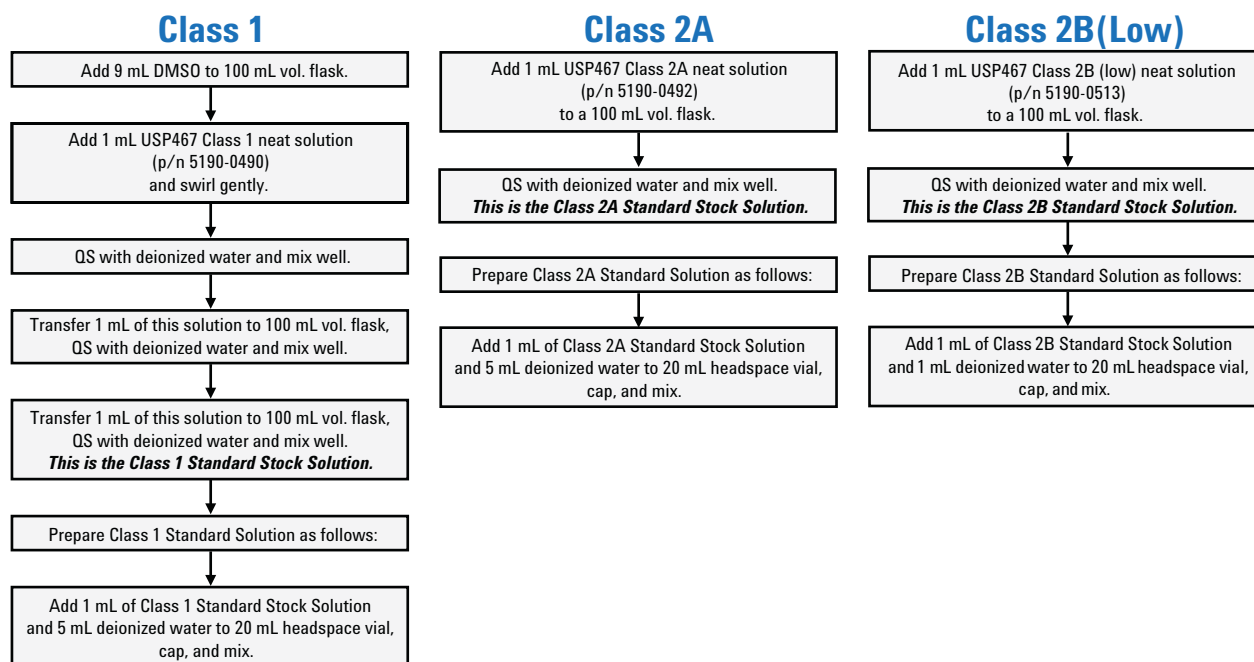 Class 1
Add 9 mL DMSO to 100 mL vol. flask.
Add 1 mL USP467 Class 1 neat solution
(p/n 5190-0490)
and swirl gently.
QS with deionized water and mix well.
Transfer 1 mL of this solution to 100 mL vol. flask,
QS with deionized water and mix well.
Transfer 1 mL of this solution to 100 mL vol. flask,
QS with deionized water and mix well.
This is the Class 1 Standard Stock Solution.
Prepare Class 1 Standard Solution as follows:
Add 1 mL of Class 1 Standard Stock Solution
and 5 mL deionized water to 20 mL headspace vial,
cap, and mix.
Class 2A
Add 1 mL USP467 Class 2A neat solution
(p/n 5190-0492)
to a 100 mL vol. flask.
QS with deionized water and mix well.
This is the Class 2A Standard Stock Solution.
Prepare Class 2A Standard Solution as follows:
Add 1 mL of Class 2A Standard Stock Solution
and 5 mL deionized water to 20 mL headspace vial,
cap, and mix.
Class 2B(Low)
Add 1 mL USP467 Class 2B (low) neat solution
(p/n 5190-0513)
to a 100 mL vol. flask.
QS with deionized water and mix well.
This is the Class 2B Standard Stock Solution.
Prepare Class 2B Standard Solution as follows:
Add 1 mL of Class 2B Standard Stock Solution
and 1 mL deionized water to 20 mL headspace vial,
cap, and mix.